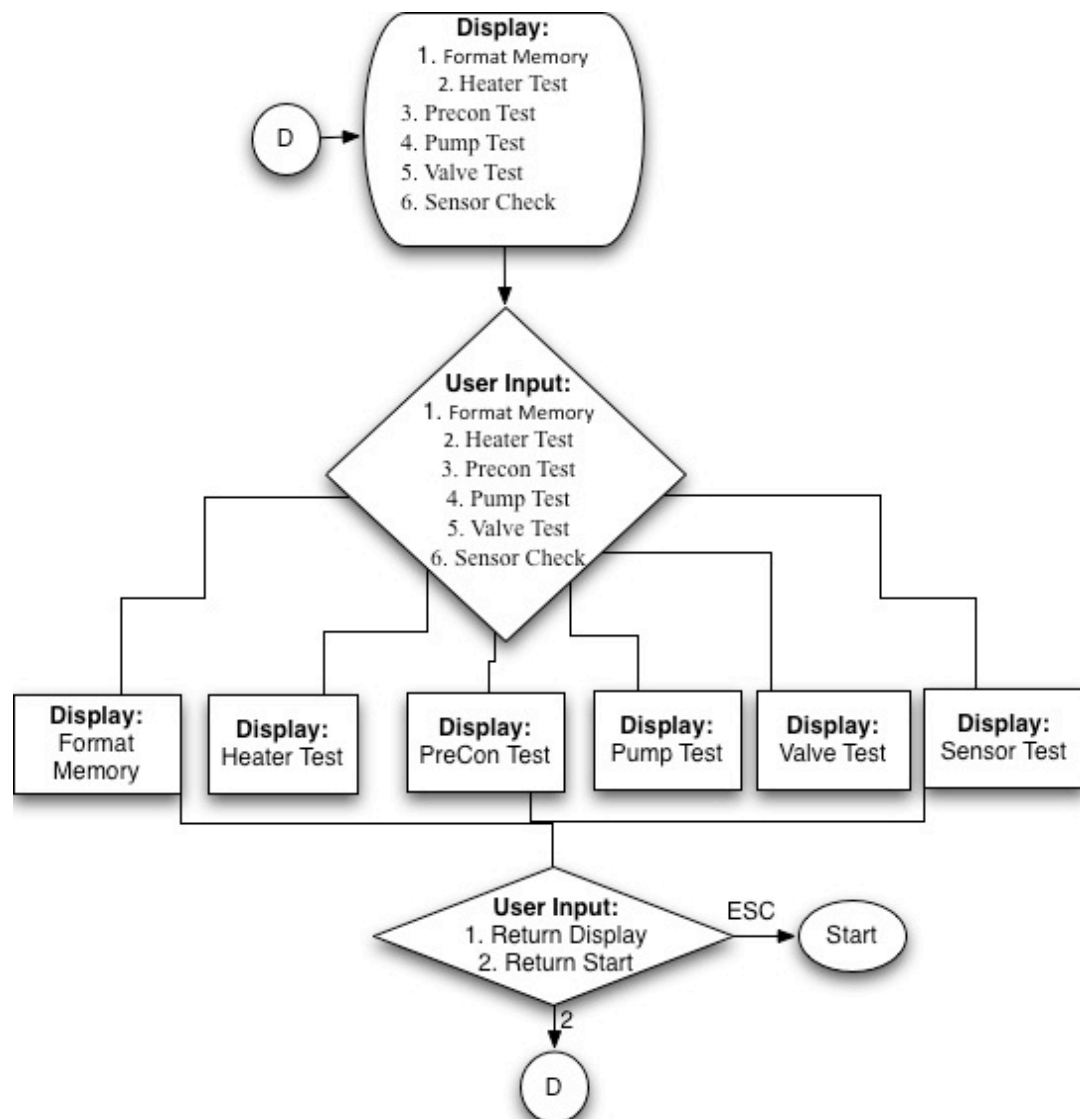 Display:
1. Format Memory
2. Heater Test
D
3. Precon Test
4. Pump Test
5. Valve Test
6. Sensor Check
User Input:
1. Format Memory
2. Heater Test
3. Precon Test
4. Pump Test
5. Valve Test
6. Sensor Check
Display:
Format
Memory
Display:
Heater Test
Display:
PreCon Test
Display:
Pump Test
Display:
Valve Test
Display:
Sensor Test
User Input:
1. Return Display
2. Return Start
ESC
Start
2
D